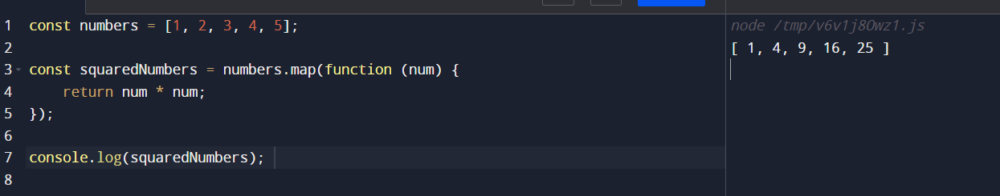 1 const numbers = [1, 2, 3, 4, 5];
2
3 const squaredNumbers = numbers.map(function (num) {
4     return num * num;
5 });
6
7 console.log(squaredNumbers);
8
node /tmp/v6v1j8Owz1.js
[ 1, 4, 9, 16, 25 ]